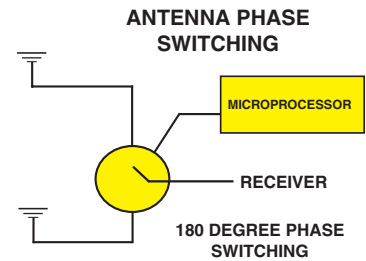 ANTENNA PHASE
SWITCHING
MICROPROCESSOR
RECEIVER
180 DEGREE PHASE
SWITCHING